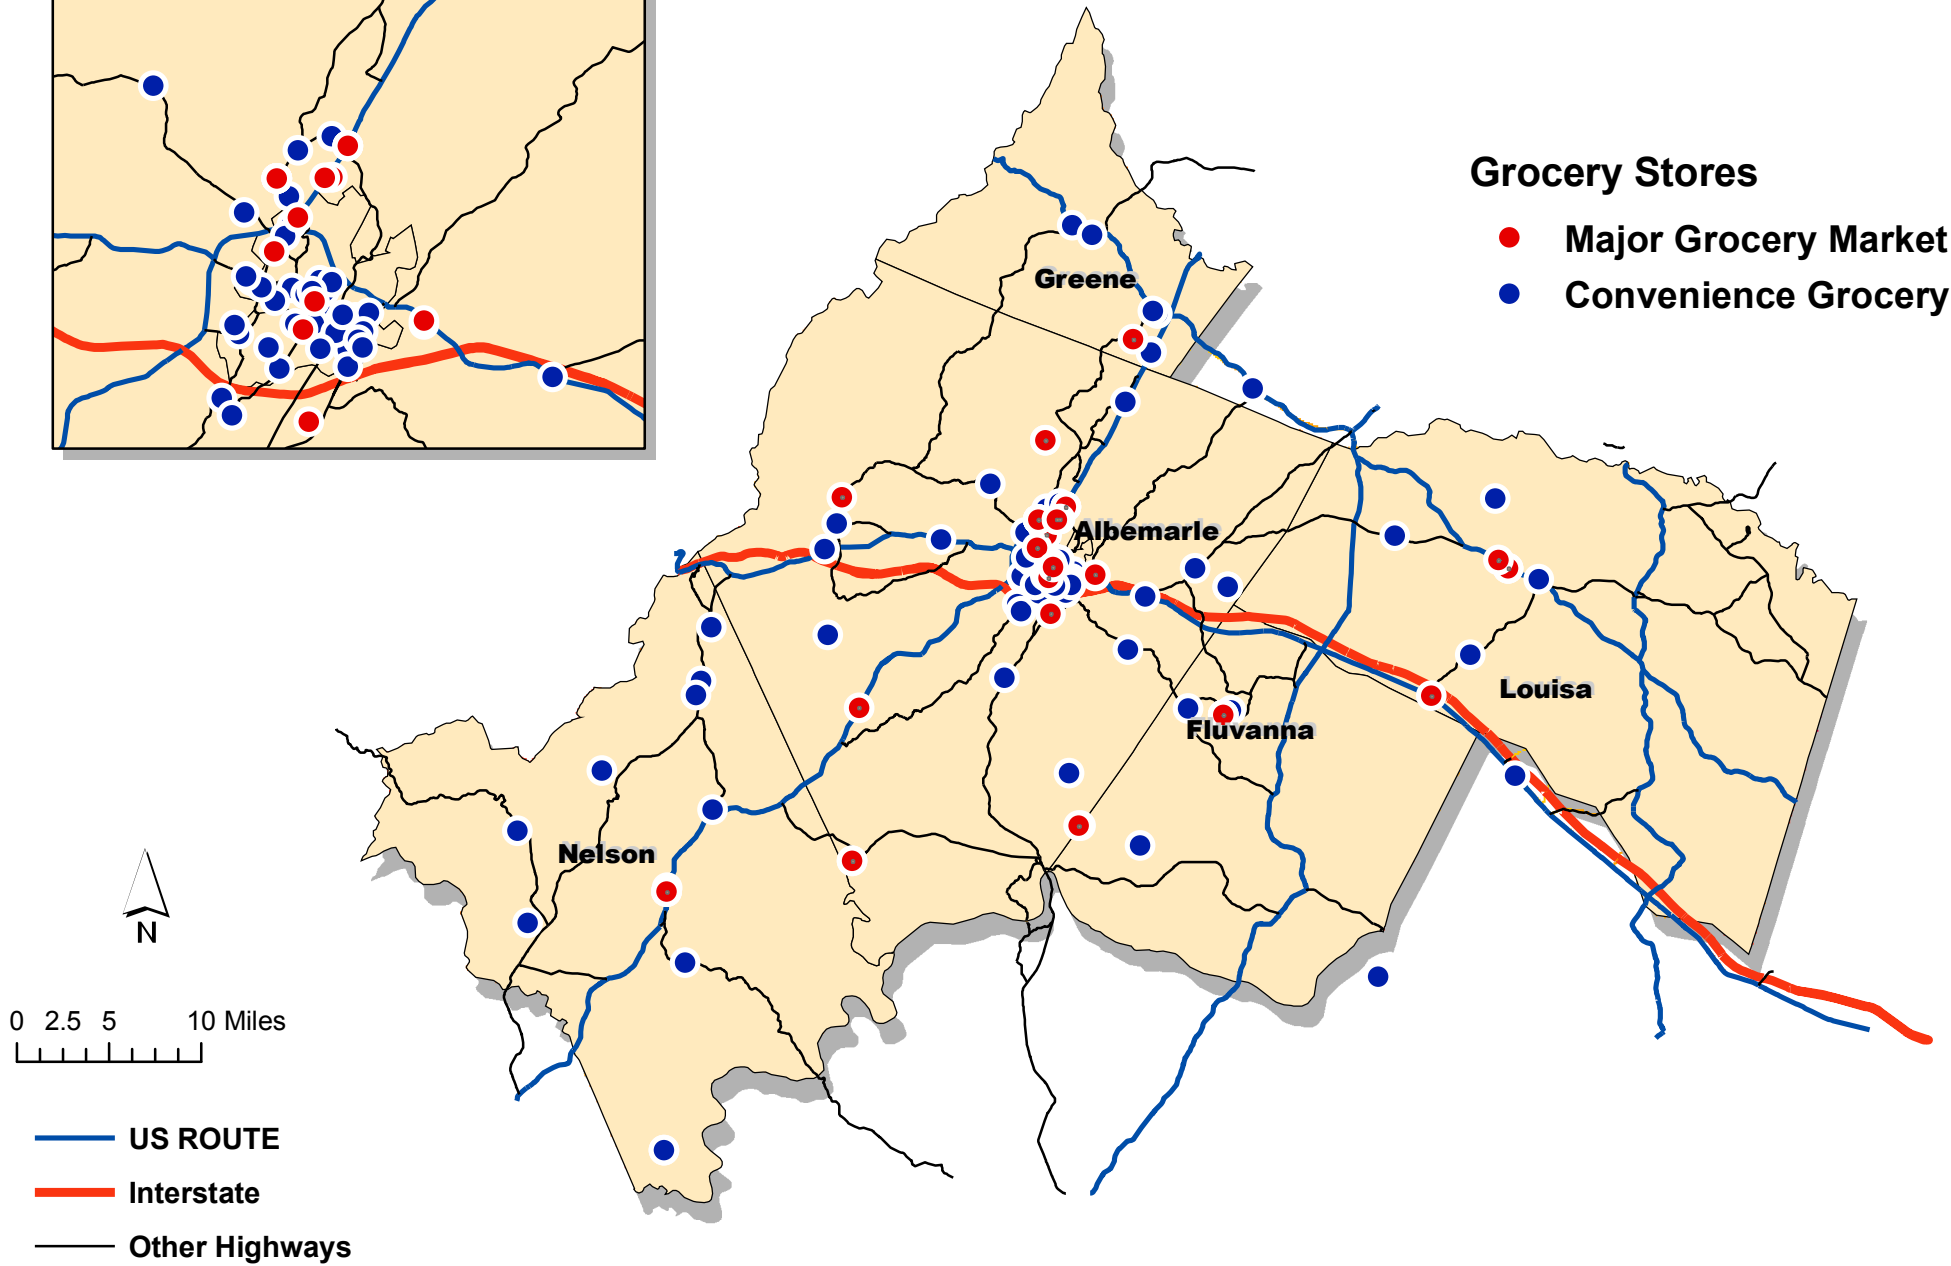 Grocery Stores
Major Grocery Market
Convenience Grocery
Greene
Albemarle
Louisa
Fluvanna
Nelson
N
0 2.5 5 10 Miles
US ROUTE
Interstate
Other Highways